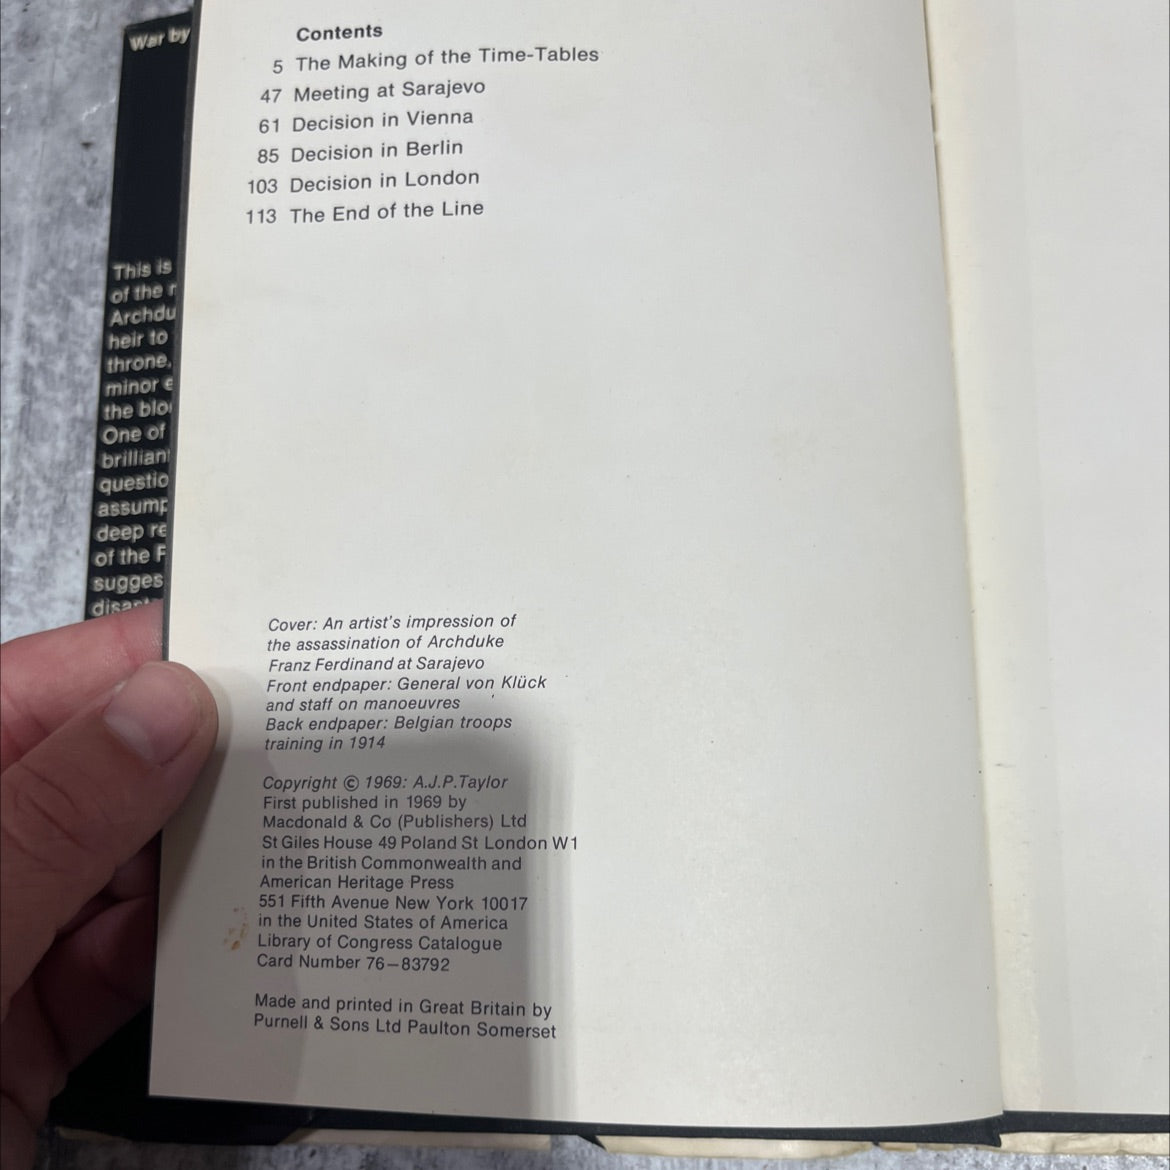 War by
This is
of the
Archdu
heir to
throne.
minor
the blo
One of
brillian
questio
assump
deep re
of the F
sugges
Contents
5 The Making of the Time-Tables
47 Meeting at Sarajevo
61 Decision in Vienna
85 Decision in Berlin
103 Decision in London
113 The End of the Line
Cover: An artist's impression of
the assassination of Archduke
Franz Ferdinand at Sarajevo
Front endpaper: General von Klück
and staff on manoeuvres
Back endpaper: Belgian troops
training in 1914
Copyright © 1969: A.J.P.Taylor
First published in 1969 by
Macdonald & Co (Publishers) Ltd
St Giles House 49 Poland St London W1
in the British Commonwealth and
American Heritage Press
551 Fifth Avenue New York 10017
in the United States of America
Library of Congress Catalogue
Card Number 76—83792
Made and printed in Great Britain by
Purnell & Sons Ltd Paulton Somerset